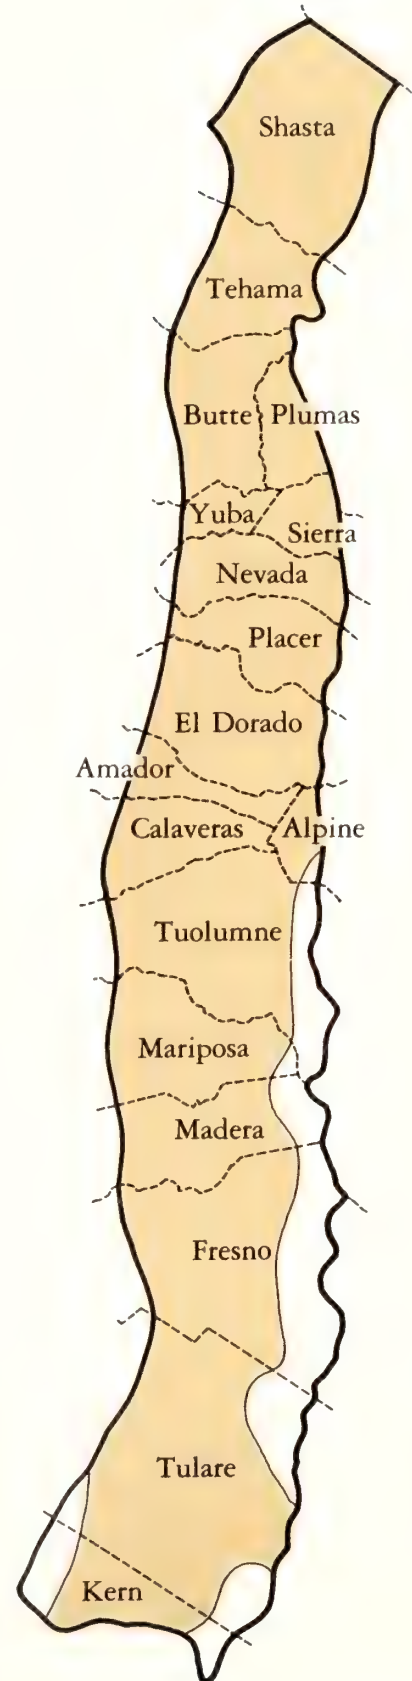 Shasta
Tehama
Butte
Plumas
Yuba
Sierra
Nevada
Placer
El Dorado
Amador
Calaveras
Alpine
Tuolumne
Mariposa
Madera
Fresno
Tulare
Kern